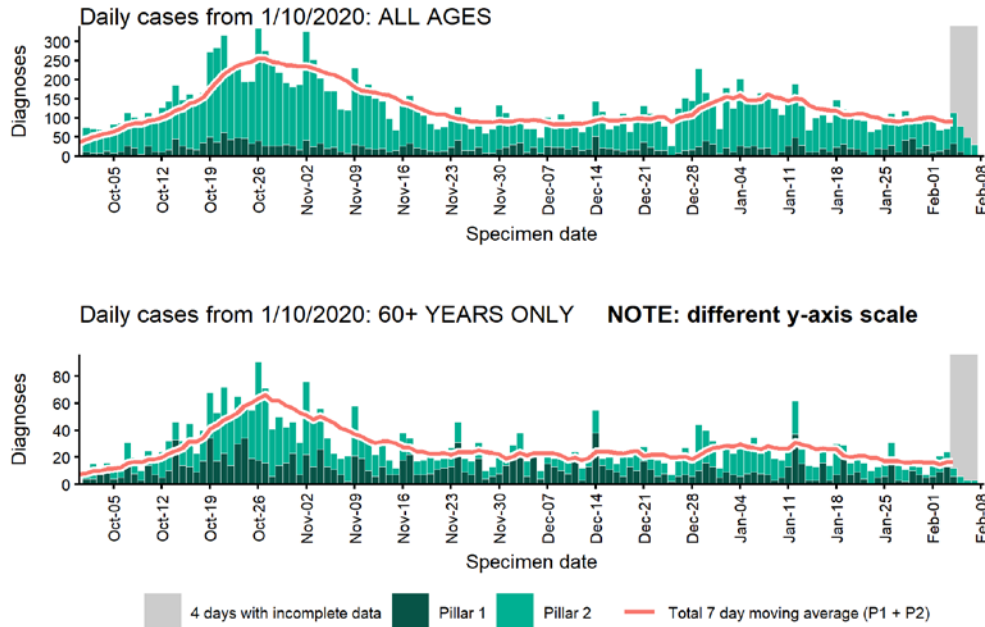 Daily cases from 1/10/2020: ALL AGES
Diagnoses
300
250
200
150
100
50
0
Oct-05
Oct-12
Oct-19
Oct-26
Nov-02
Nov-09
Nov-16
Nov-23
Nov-30
Dec-07
Dec-14
Dec-21
Dec-28
Jan-04
Jan-11
Jan-18
Jan-25
Feb-01
Feb-08
Specimen date
Daily cases from 1/10/2020: 60+ YEARS ONLY NOTE: different y-axis scale
Diagnoses
80
60
40
20
0
Oct-05
Oct-12
Oct-19
Oct-26
Nov-02
Nov-09
Nov-16
Nov-23
Nov-30
Dec-07
Dec-14
Dec-21
Dec-28
Jan-04
Jan-11
Jan-18
Jan-25
Feb-01
Feb-08
Specimen date
4 days with incomplete data Pillar 1 Pillar 2 Total 7 day moving average (P1 + P2)